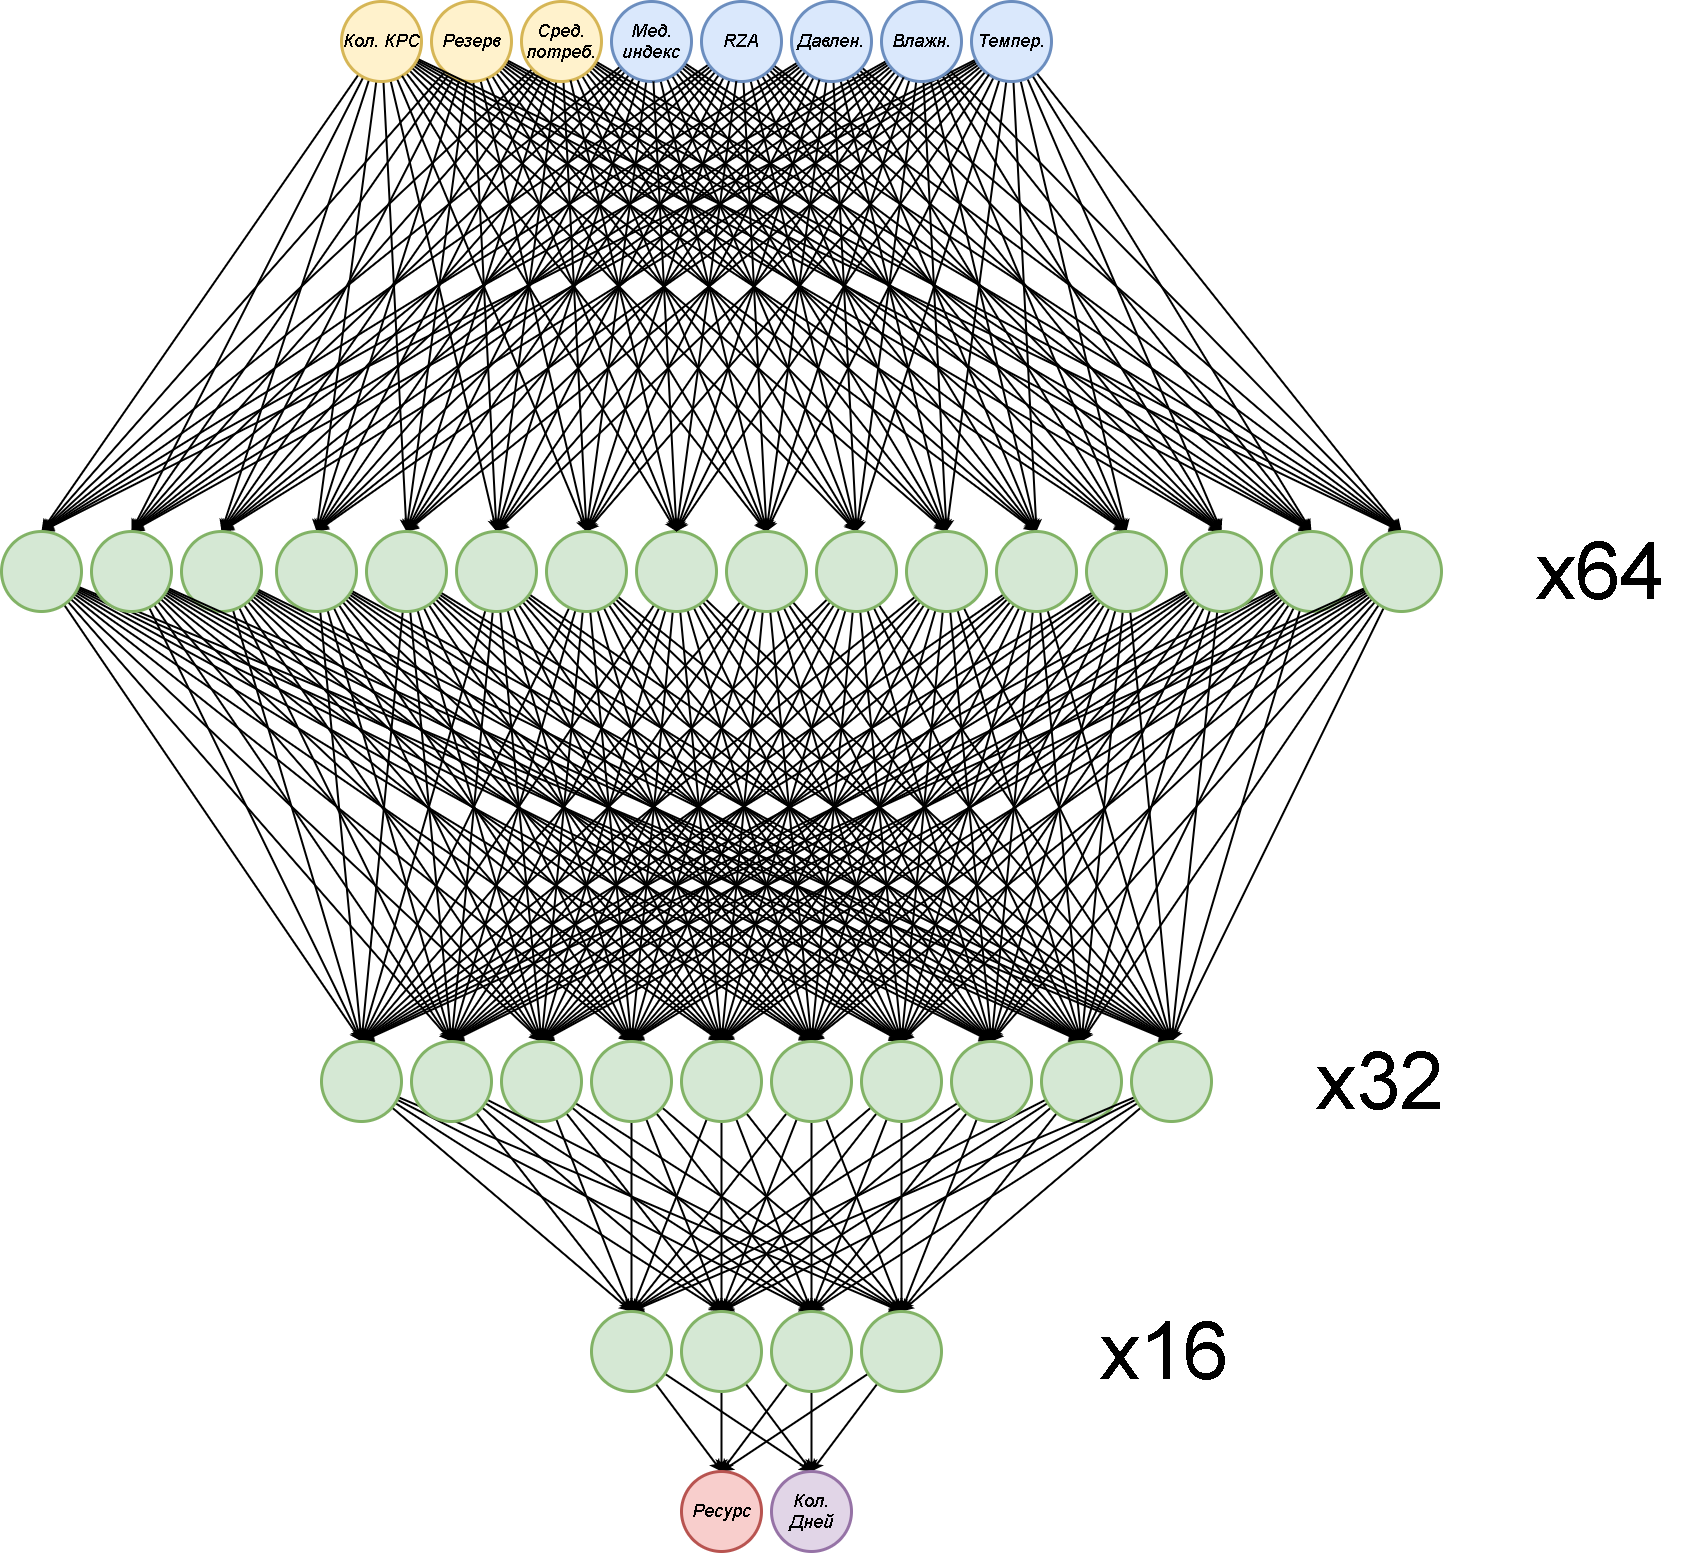 Кол. КРС
Резерв
Сред.
потреб.
Мед.
индекс
RZA
Давлен.
Влажн.
Темпер.
x64
x32
x16
Ресурс
Кол.
Дней